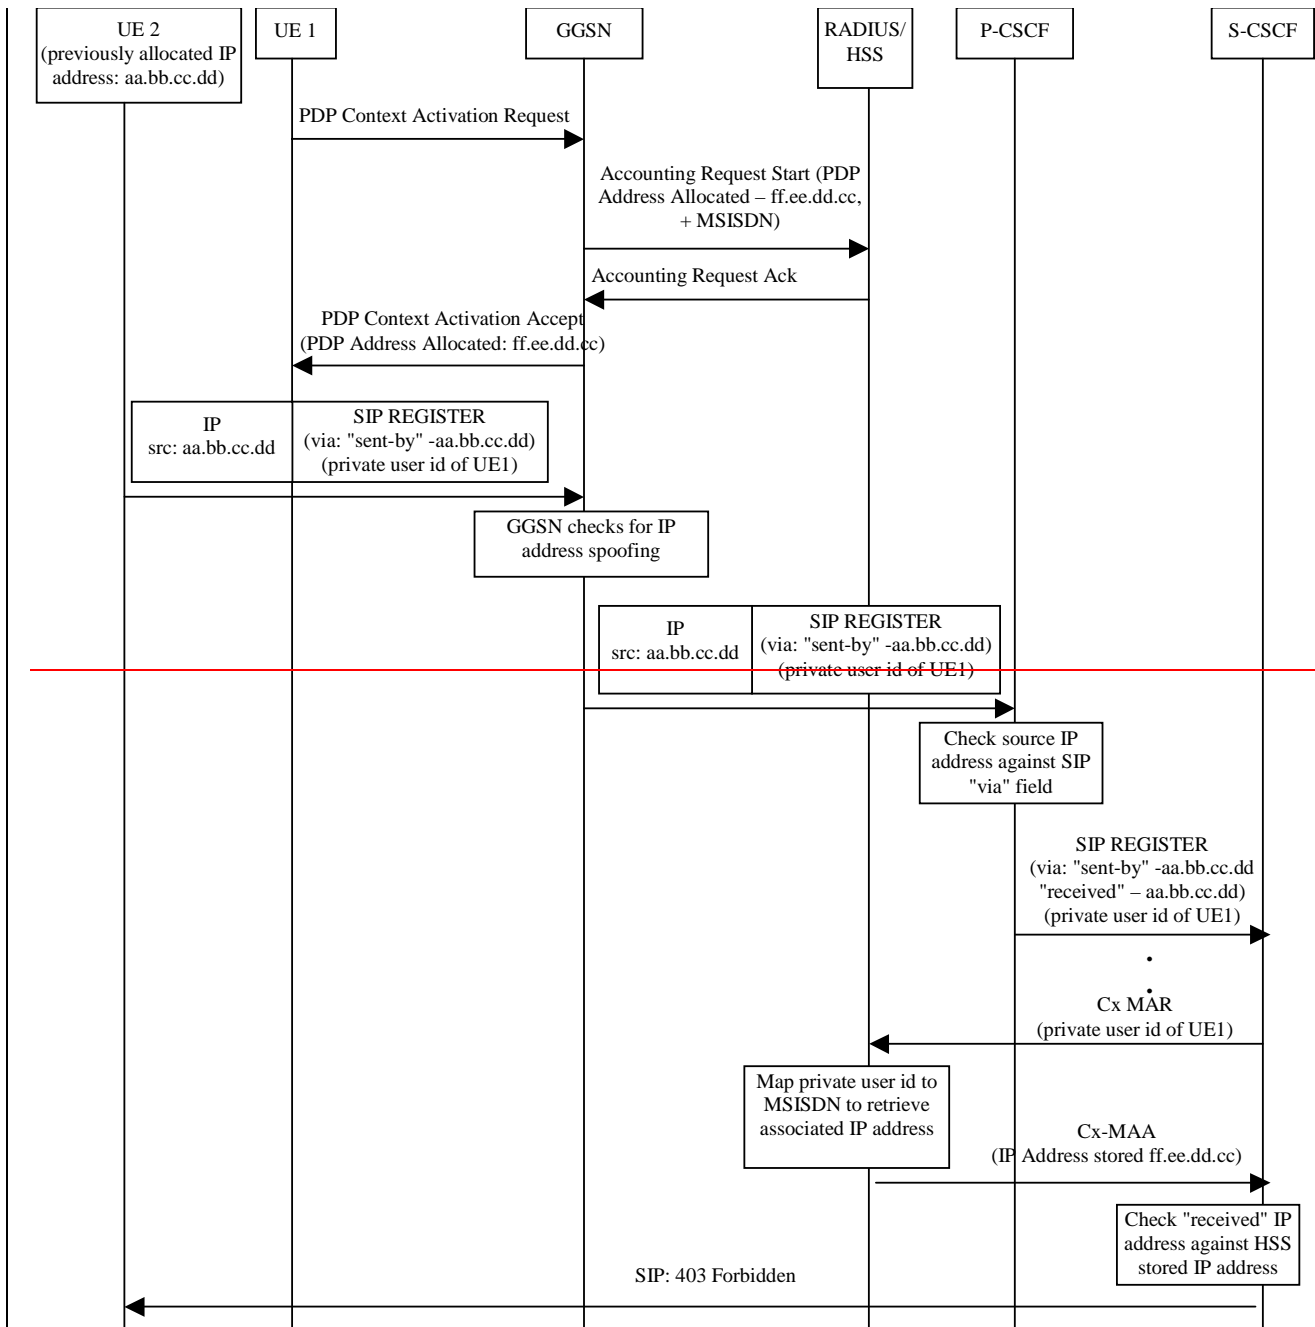 UE 2
(previously allocated IP
address: aa.bb.cc.dd)
UE 1
GGSN
RADIUS/
HSS
P-CSCF
S-CSCF
PDP Context Activation Request
Accounting Request Start (PDP
Address Allocated – ff.ee.dd.cc,
+ MSISDN)
Accounting Request Ack
PDP Context Activation Accept
(PDP Address Allocated: ff.ee.dd.cc)
IP
src: aa.bb.cc.dd
SIP REGISTER
(via: "sent-by" -aa.bb.cc.dd)
(private user id of UE1)
GGSN checks for IP
address spoofing
IP
src: aa.bb.cc.dd
SIP REGISTER
(via: "sent-by" -aa.bb.cc.dd)
(private user id of UE1)
Check source IP
address against SIP
"via" field
SIP REGISTER
(via: "sent-by" -aa.bb.cc.dd
"received" – aa.bb.cc.dd)
(private user id of UE1)
.
.
Cx MAR
(private user id of UE1)
Map private user id to
MSISDN to retrieve
associated IP address
Cx-MAA
(IP Address stored ff.ee.dd.cc)
Check "received" IP
address against HSS
stored IP address
SIP: 403 Forbidden